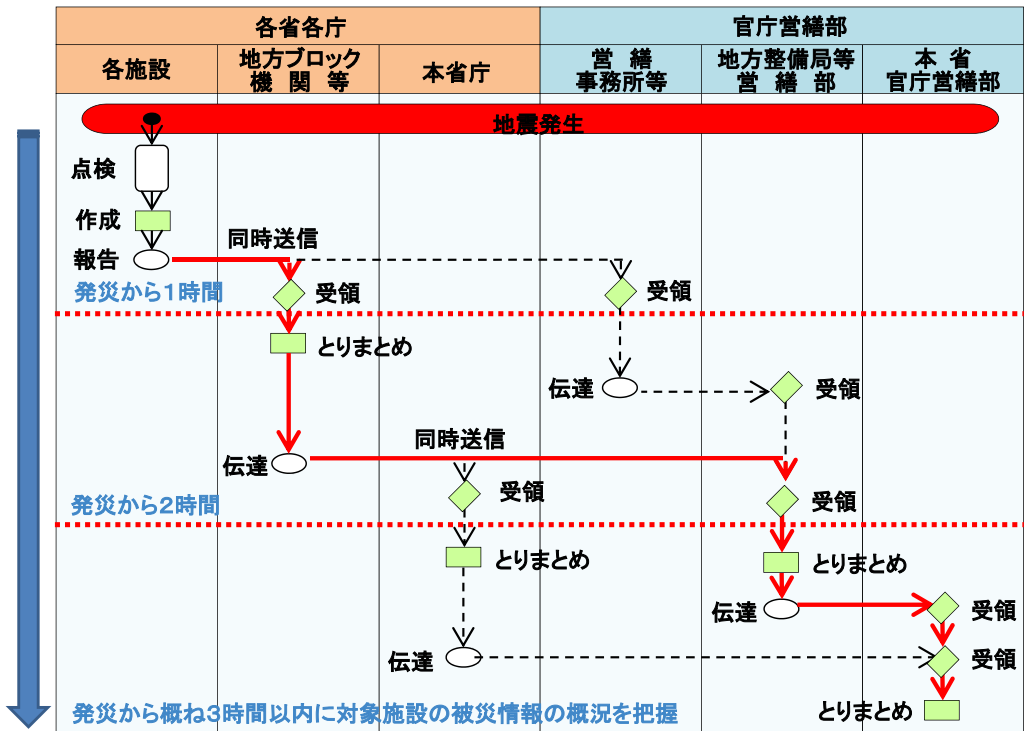 各省各庁
官庁営繕部
各施設
地方ブロック
機 関 等
本省庁
営 繕
事務所等
地方整備局等
営 繕 部
本 省
官庁営繕部
地震発生
点検
作成
報告
同時送信
発災から1時間
受領
受領
とりまとめ
伝達
受領
同時送信
伝達
発災から2時間
受領
受領
とりまとめ
とりまとめ
伝達
受領
伝達
受領
発災から概ね3時間以内に対象施設の被災情報の概況を把握
とりまとめ